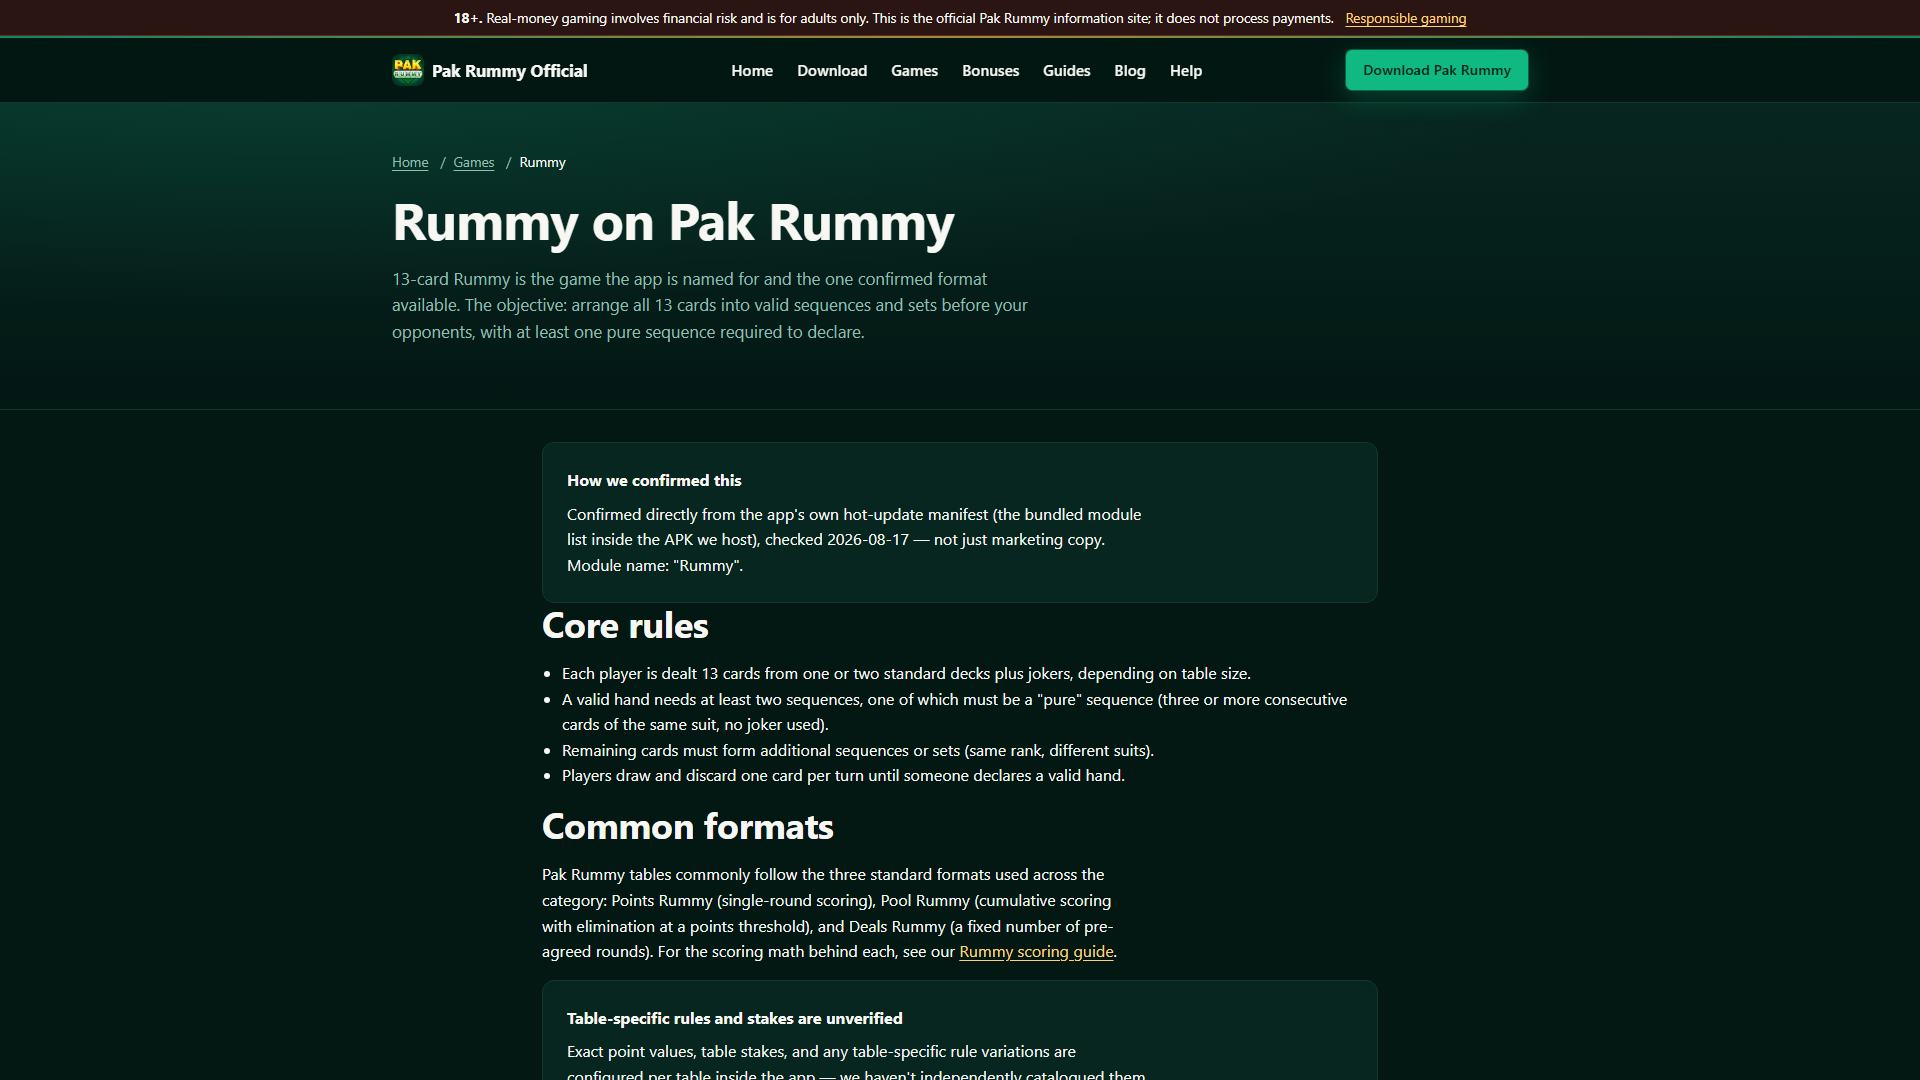 18+. Real-money gaming involves financial risk and is for adults only. This is the official Pak Rummy information site; it does not process payments. Responsible gaming
PAK
RUMMY
Pak Rummy Official
Home Download Games Bonuses Guides Blog Help
Download Pak Rummy
Home / Games / Rummy
Rummy on Pak Rummy
13-card Rummy is the game the app is named for and the one confirmed format
available. The objective: arrange all 13 cards into valid sequences and sets before your
opponents, with at least one pure sequence required to declare.
How we confirmed this
Confirmed directly from the app's own hot-update manifest (the bundled module
list inside the APK we host), checked 2026-08-17 — not just marketing copy.
Module name: "Rummy".
Core rules
• Each player is dealt 13 cards from one or two standard decks plus jokers, depending on table size.
• A valid hand needs at least two sequences, one of which must be a "pure" sequence (three or more consecutive
cards of the same suit, no joker used).
• Remaining cards must form additional sequences or sets (same rank, different suits).
• Players draw and discard one card per turn until someone declares a valid hand.
Common formats
Pak Rummy tables commonly follow the three standard formats used across the
category: Points Rummy (single-round scoring), Pool Rummy (cumulative scoring
with elimination at a points threshold), and Deals Rummy (a fixed number of pre-
agreed rounds). For the scoring math behind each, see our Rummy scoring guide.
Table-specific rules and stakes are unverified
Exact point values, table stakes, and any table-specific rule variations are
configured per table inside the app — we haven't independently catalogued them